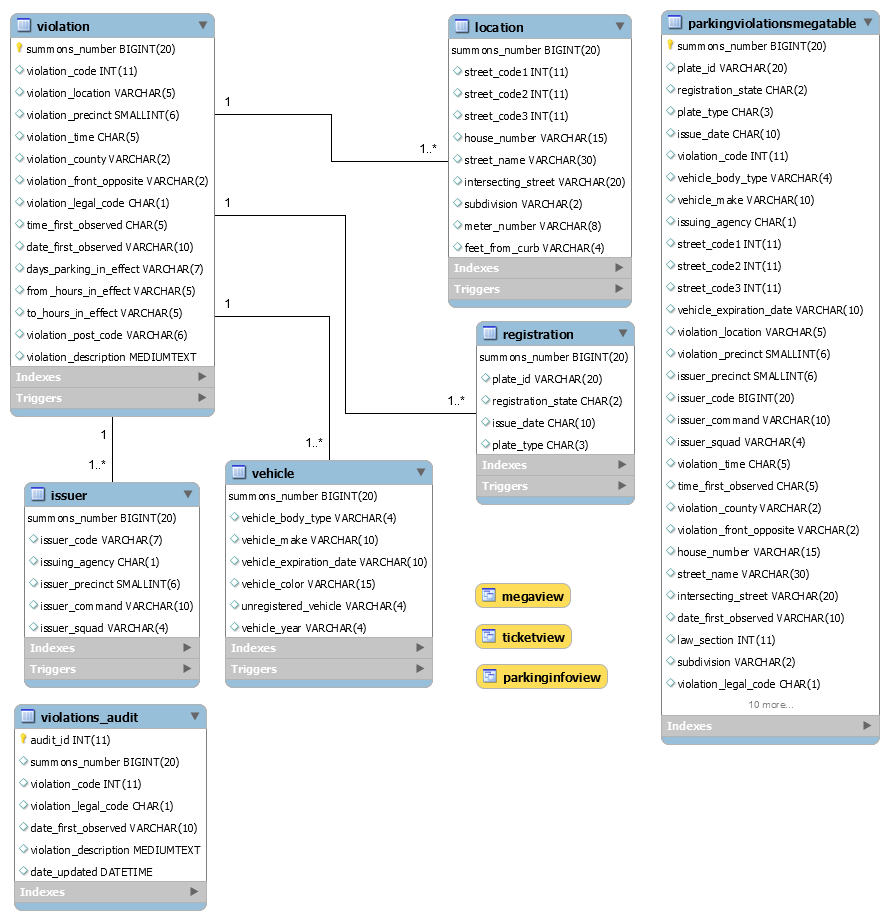 violation
summons_number BIGINT(20)
violation_code INT(11)
violation_location VARCHAR(5)
violation_precinct SMALLINT(6)
violation_time CHAR(5)
violation_county VARCHAR(2)
violation_front_opposite VARCHAR(2)
violation_legal_code CHAR(1)
time_first_observed CHAR(5)
date_first_observed VARCHAR(10)
days_parking_in_effect VARCHAR(7)
from_hours_in_effect VARCHAR(5)
to_hours_in_effect VARCHAR(5)
violation_post_code VARCHAR(6)
violation_description MEDIUMTEXT
Indexes
Triggers
1
1..*
1
1..*
1
1..*
1
1..*
location
summons_number BIGINT(20)
street_code1 INT(11)
street_code2 INT(11)
street_code3 INT(11)
house_number VARCHAR(15)
street_name VARCHAR(30)
intersecting_street VARCHAR(20)
subdivision VARCHAR(2)
meter_number VARCHAR(8)
feet_from_curb VARCHAR(4)
Indexes
Triggers
registration
summons_number BIGINT(20)
plate_id VARCHAR(20)
registration_state CHAR(2)
issue_date CHAR(10)
plate_type CHAR(3)
Indexes
Triggers
issuer
summons_number BIGINT(20)
issuer_code VARCHAR(7)
issuing_agency CHAR(1)
issuer_precinct SMALLINT(6)
issuer_command VARCHAR(10)
issuer_squad VARCHAR(4)
Indexes
Triggers
vehicle
summons_number BIGINT(20)
vehicle_body_type VARCHAR(4)
vehicle_make VARCHAR(10)
vehicle_expiration_date VARCHAR(10)
vehicle_color VARCHAR(15)
unregistered_vehicle VARCHAR(4)
vehicle_year VARCHAR(4)
Indexes
Triggers
megaview
ticketview
parkinginfoview
violations_audit
audit_id INT(11)
summons_number BIGINT(20)
violation_code INT(11)
violation_legal_code CHAR(1)
date_first_observed VARCHAR(10)
violation_description MEDIUMTEXT
date_updated DATETIME
Indexes
parkingviolationsmegatable
summons_number BIGINT(20)
plate_id VARCHAR(20)
registration_state CHAR(2)
plate_type CHAR(3)
issue_date CHAR(10)
violation_code INT(11)
vehicle_body_type VARCHAR(4)
vehicle_make VARCHAR(10)
issuing_agency CHAR(1)
street_code1 INT(11)
street_code2 INT(11)
street_code3 INT(11)
vehicle_expiration_date VARCHAR(10)
violation_location VARCHAR(5)
violation_precinct SMALLINT(6)
issuer_precinct SMALLINT(6)
issuer_code BIGINT(20)
issuer_command VARCHAR(10)
issuer_squad VARCHAR(4)
violation_time CHAR(5)
time_first_observed CHAR(5)
violation_county VARCHAR(2)
violation_front_opposite VARCHAR(2)
house_number VARCHAR(15)
street_name VARCHAR(30)
intersecting_street VARCHAR(20)
date_first_observed VARCHAR(10)
law_section INT(11)
subdivision VARCHAR(2)
violation_legal_code CHAR(1)
10 more...
Indexes